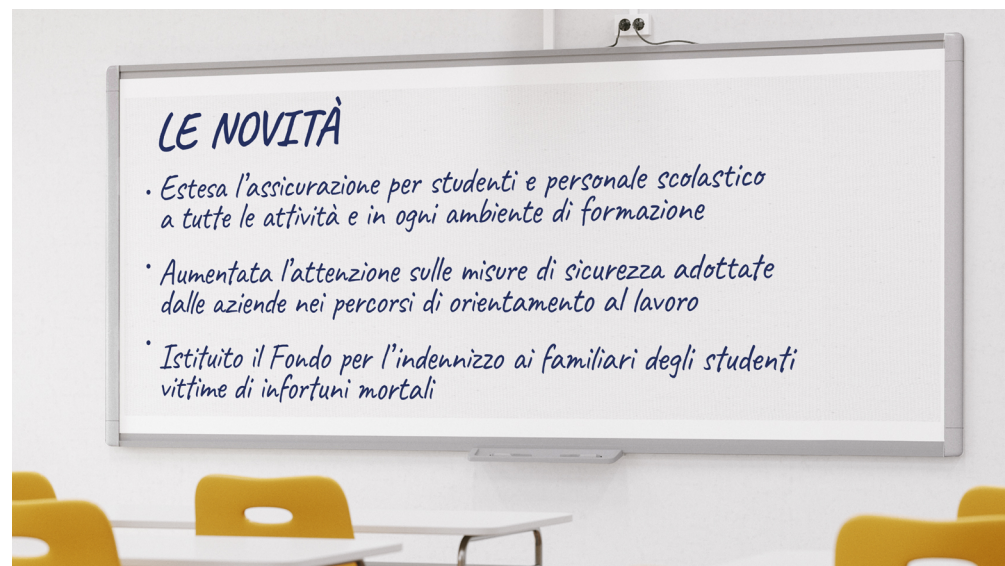 LE NOVITÀ
• Estesa l'assicurazione per studenti e personale scolastico
a tutte le attività e in ogni ambiente di formazione
• Aumentata l'attenzione sulle misure di sicurezza adottate
dalle aziende nei percorsi di orientamento al lavoro
• Istituito il Fondo per l'indennizzo ai familiari degli studenti
vittime di infortuni mortali